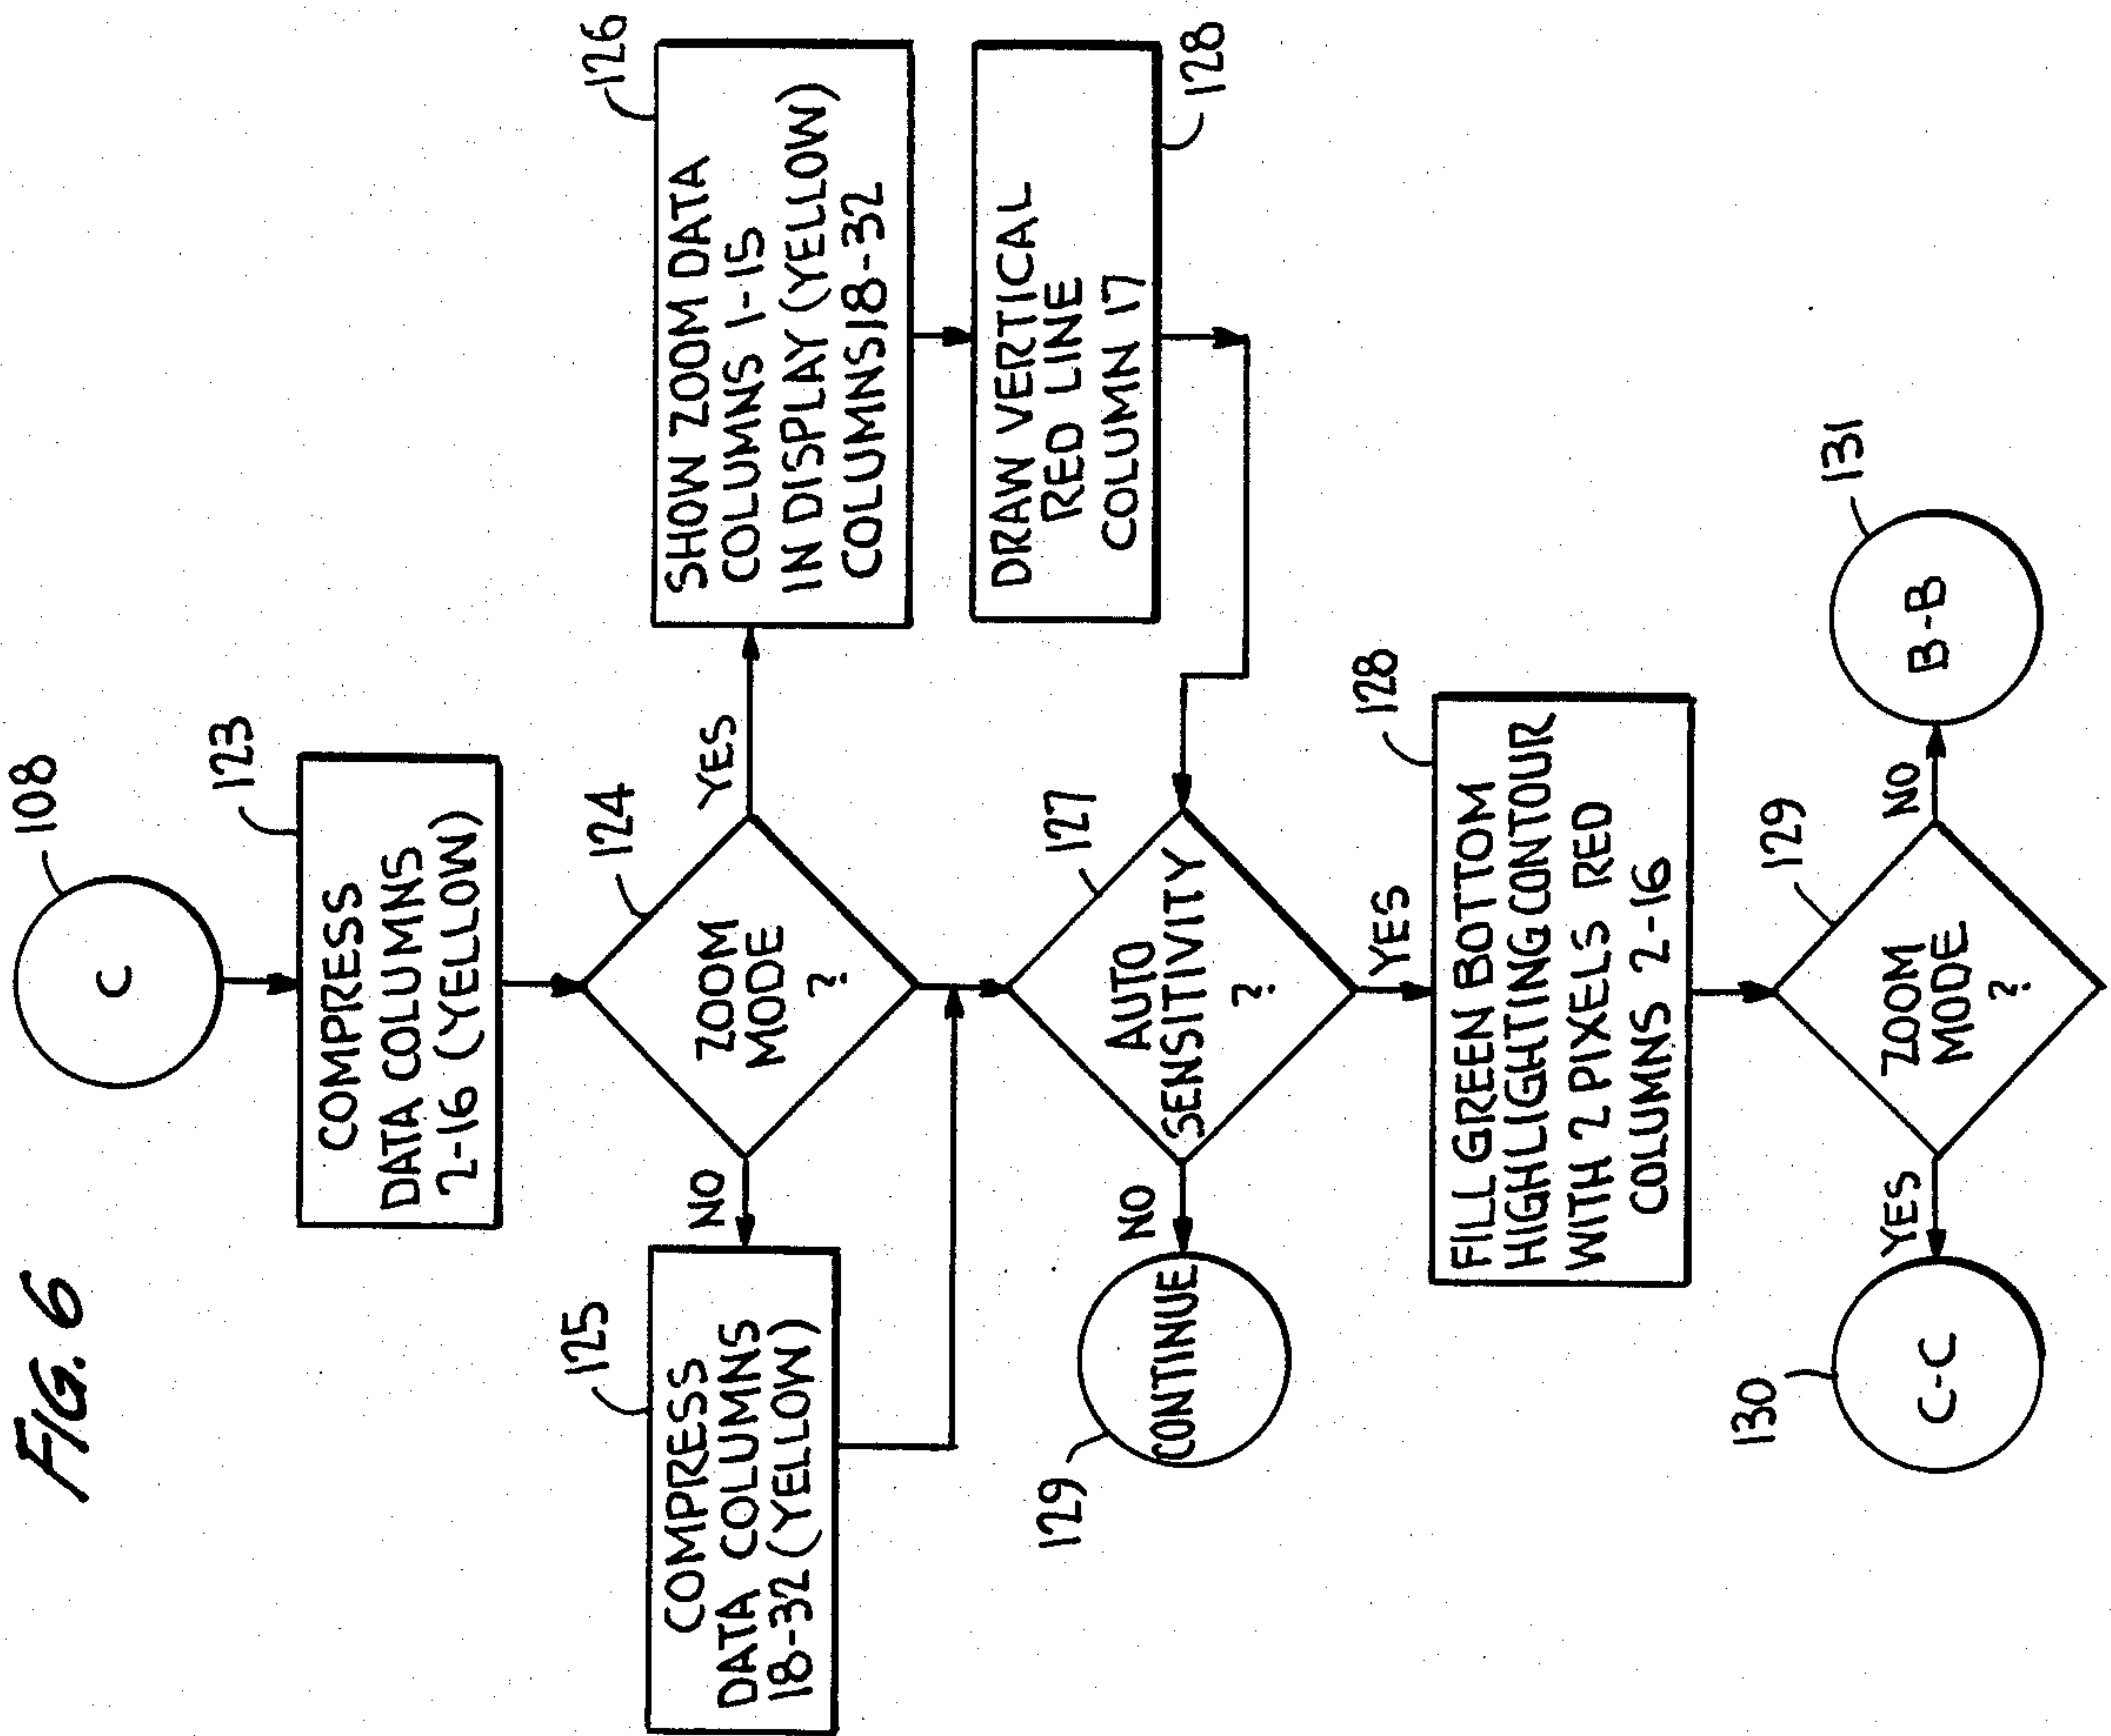 FIG. 6
108
C
123
COMPRESS
DATA COLUMNS
2-16 (YELLOW)
124
ZOOM
MODE
?
NO
YES
125
COMPRESS
DATA COLUMNS
18-32 (YELLOW)
126
SHOW ZOOM DATA
COLUMNS 1-15
IN DISPLAY (YELLOW)
COLUMNS 18-32
DRAW VERTICAL
RED LINE
COLUMN 17
128
127
AUTO
SENSITIVITY
?
NO
YES
129
CONTINUE
128
FILL GREEN BOTTOM
HIGHLIGHTING CONTOUR
WITH 2 PIXELS RED
COLUMNS 2-16
129
ZOOM
MODE
?
YES
NO
130
C-C
131
B-B